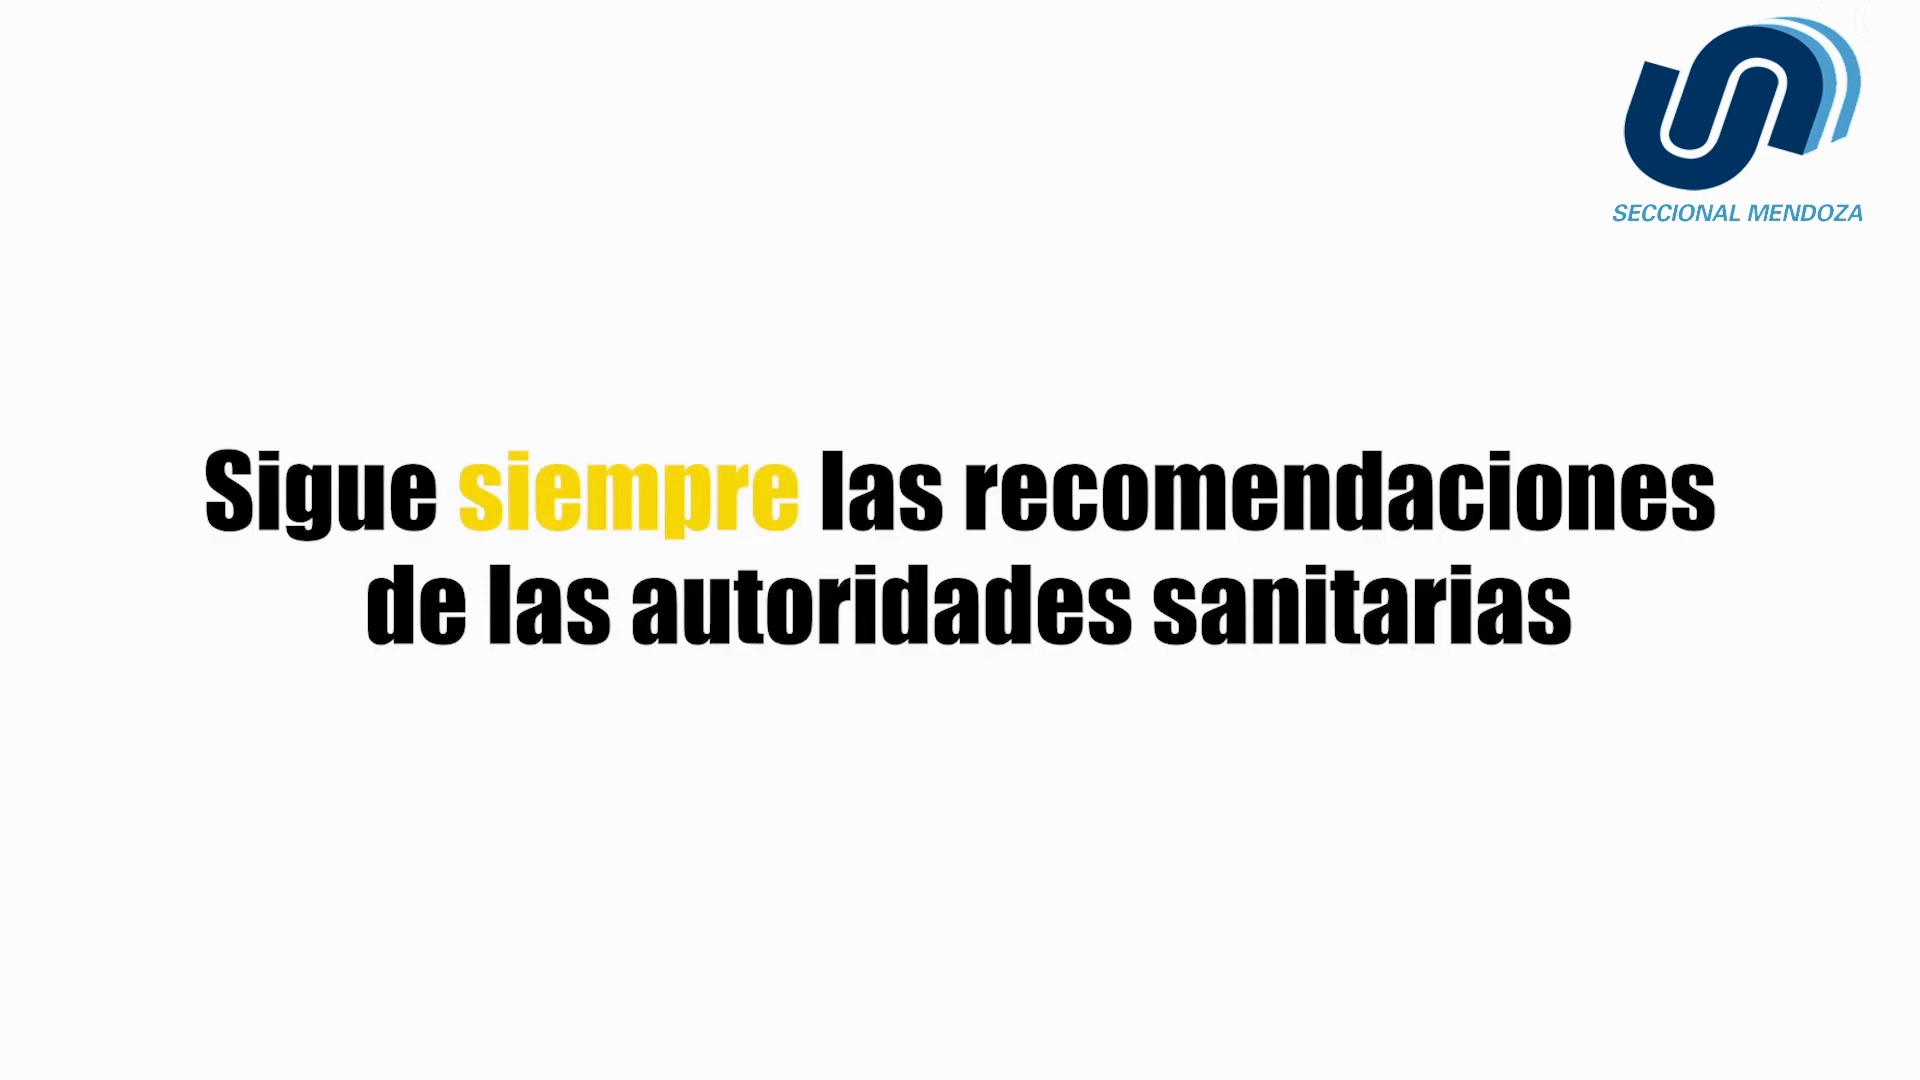 SECCIONAL MENDOZA
Sigue siempre las recomendaciones
de las autoridades sanitarias